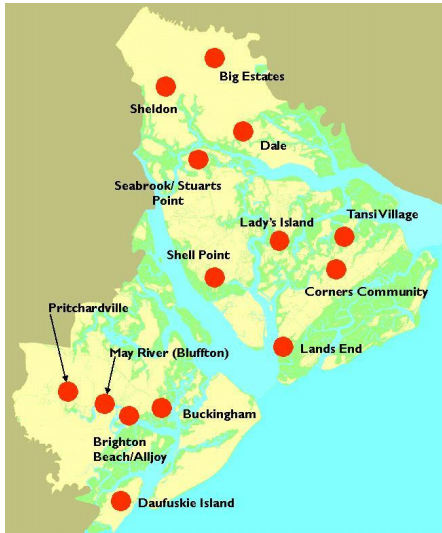 Big Estates
Sheldon
Dale
Seabrook/ Stuarts
Point
Lady's Island
Tansi Village
Shell Point
Corners Community
Pritchardville
May River (Bluffton)
Lands End
Buckingham
Brighton
Beach/Alljoy
Daufuskie Island